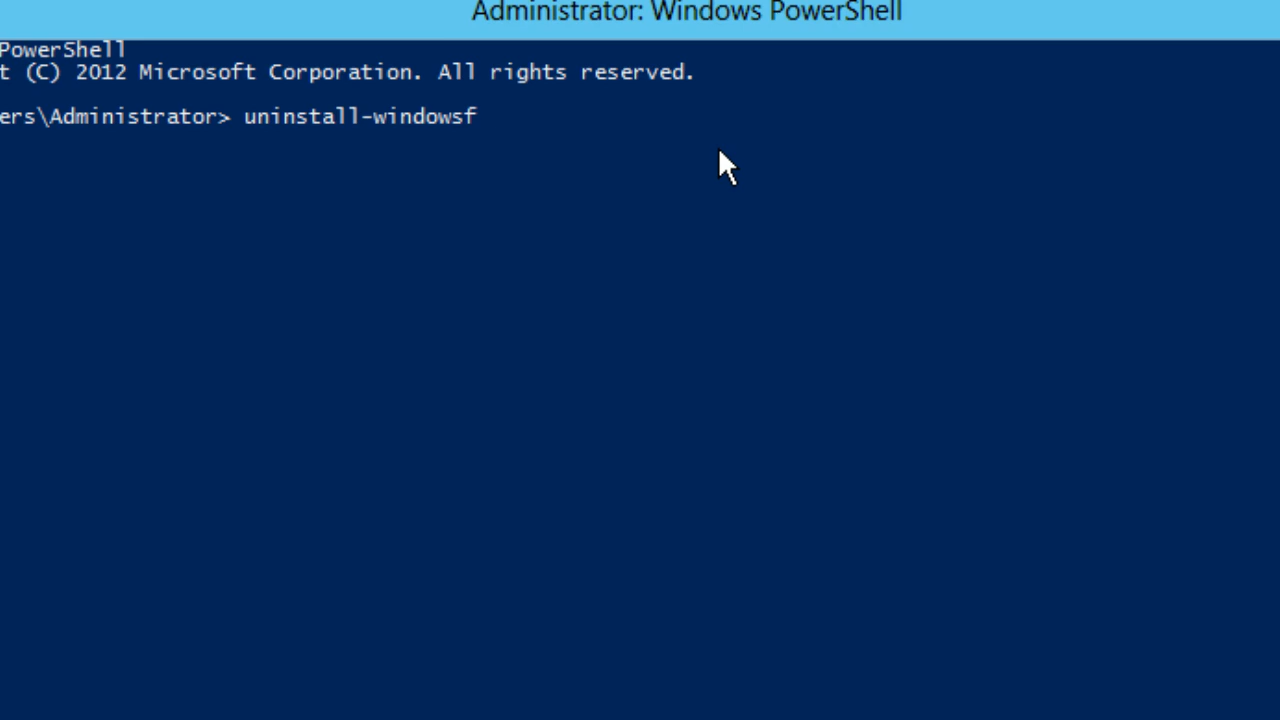 Administrator: Windows PowerShell
PowerShell
t (C) 2012 Microsoft Corporation. All rights reserved.
ers\Administrator> uninstall-windowsf